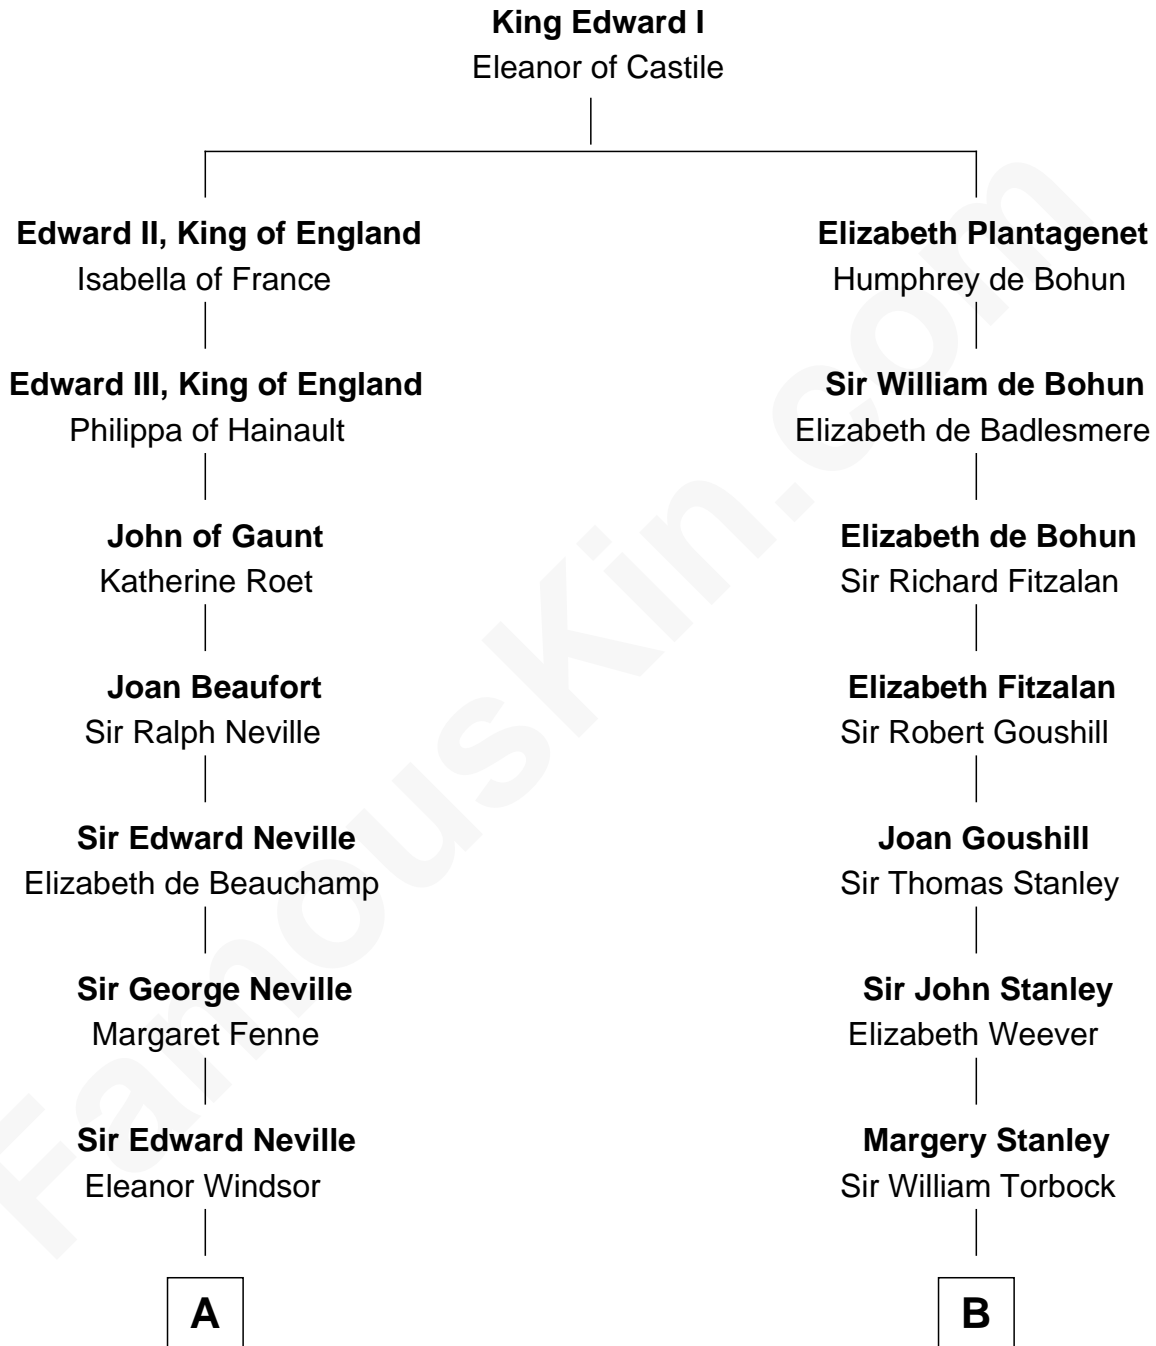 King Edward I
Eleanor of Castile
Edward II, King of England
Isabella of France
Edward III, King of England
Philippa of Hainault
John of Gaunt
Katherine Roet
Joan Beaufort
Sir Ralph Neville
Sir Edward Neville
Elizabeth de Beauchamp
Sir George Neville
Margaret Fenne
Sir Edward Neville
Eleanor Windsor
A
Elizabeth Plantagenet
Humphrey de Bohun
Sir William de Bohun
Elizabeth de Badlesmere
Elizabeth de Bohun
Sir Richard Fitzalan
Elizabeth Fitzalan
Sir Robert Goushill
Joan Goushill
Sir Thomas Stanley
Sir John Stanley
Elizabeth Weever
Margery Stanley
Sir William Torbock
B
FamousKin.com